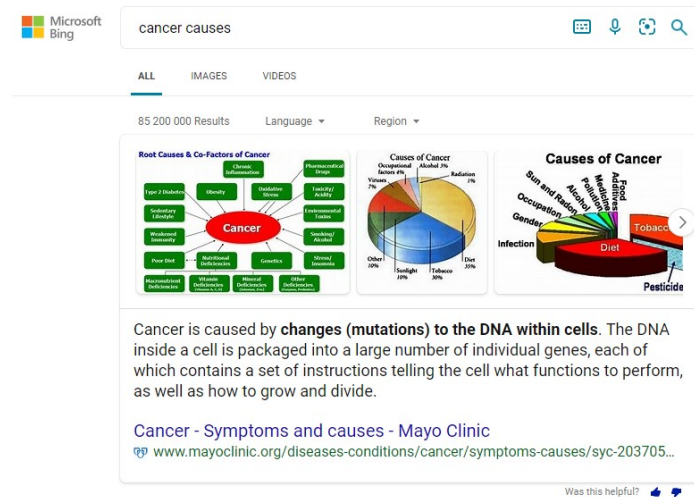 Microsoft
Bing
cancer causes
ALL IMAGES VIDEOS
85 200 000 Results Language Region
Root Causes & Co-Factors of Cancer
Chronic
Inflammation
Pharmaceutical
Drugs
Type 2 Diabetes
Obesity
Oxidative
Stress
Toxicity/
Acidity
Sedentary
Lifestyle
Cancer
Environmental
Toxins
Weakened
Immunity
Smoking/
Alcohol
Poor Diet
Nutritional
Deficiencies
Genetics
Stress/
Insomnia
Macronutrient
Deficiencies
Vitamin
Deficiencies
Mineral
Deficiencies
Other
Deficiencies
Causes of Cancer
Occupational
factors 4%
Alcohol 3%
Radiation
1%
Viruses
7%
Other
10%
Sunlight
10%
Tobacco
30%
Diet
35%
Causes of Cancer
Food
Additives
Medicine
Pollution
Alcohol
Sun and Radon
Occupation
Gender
Infection
Diet
Tobacc
Pesticide
Cancer is caused by changes (mutations) to the DNA within cells. The DNA
inside a cell is packaged into a large number of individual genes, each of
which contains a set of instructions telling the cell what functions to perform,
as well as how to grow and divide.
Cancer - Symptoms and causes - Mayo Clinic
www.mayoclinic.org/diseases-conditions/cancer/symptoms-causes/syc-203705...
Was this helpful?